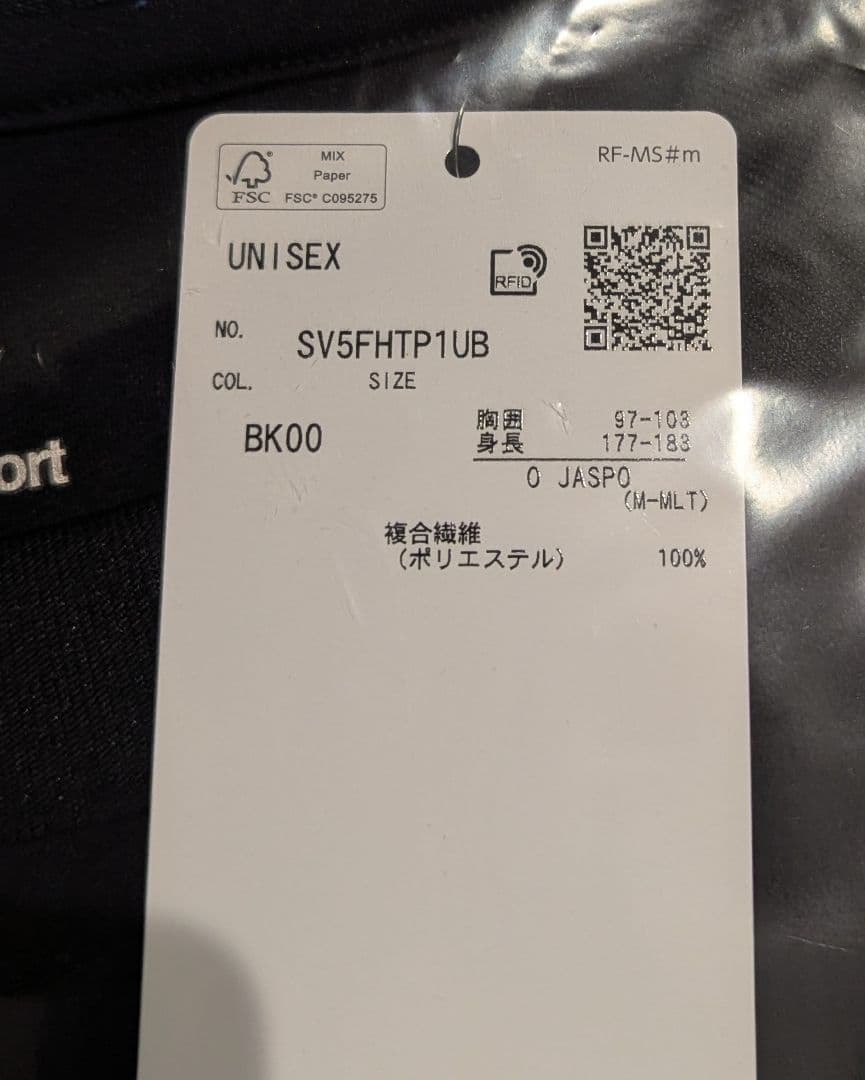 FSC
MIX
Paper
FSC® C095275
RF-MS#m
UNISEX
RFID
NO.
SV5FHTP1UB
COL.
SIZE
BK00
胸囲 97-103
身長 177-183
O JASPO
(M-MLT)
複合繊維
(ポリエステル) 100%
ort